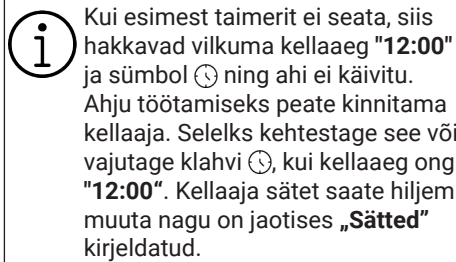 Kui esimest taimerit ei seata, siis
hakkavad vilkuma kellaaeg "12:00"
ja sümbol ning ahi ei käivitu.
Ahju töötamiseks peate kinnitama
kellaaja. Selelks kehtestage see või
vajutage klahvi , kui kellaaeg ong
"12:00“. Kellaaja sätet saate hiljem
muuta nagu on jaotises „Sätted”
kirjeldatud.